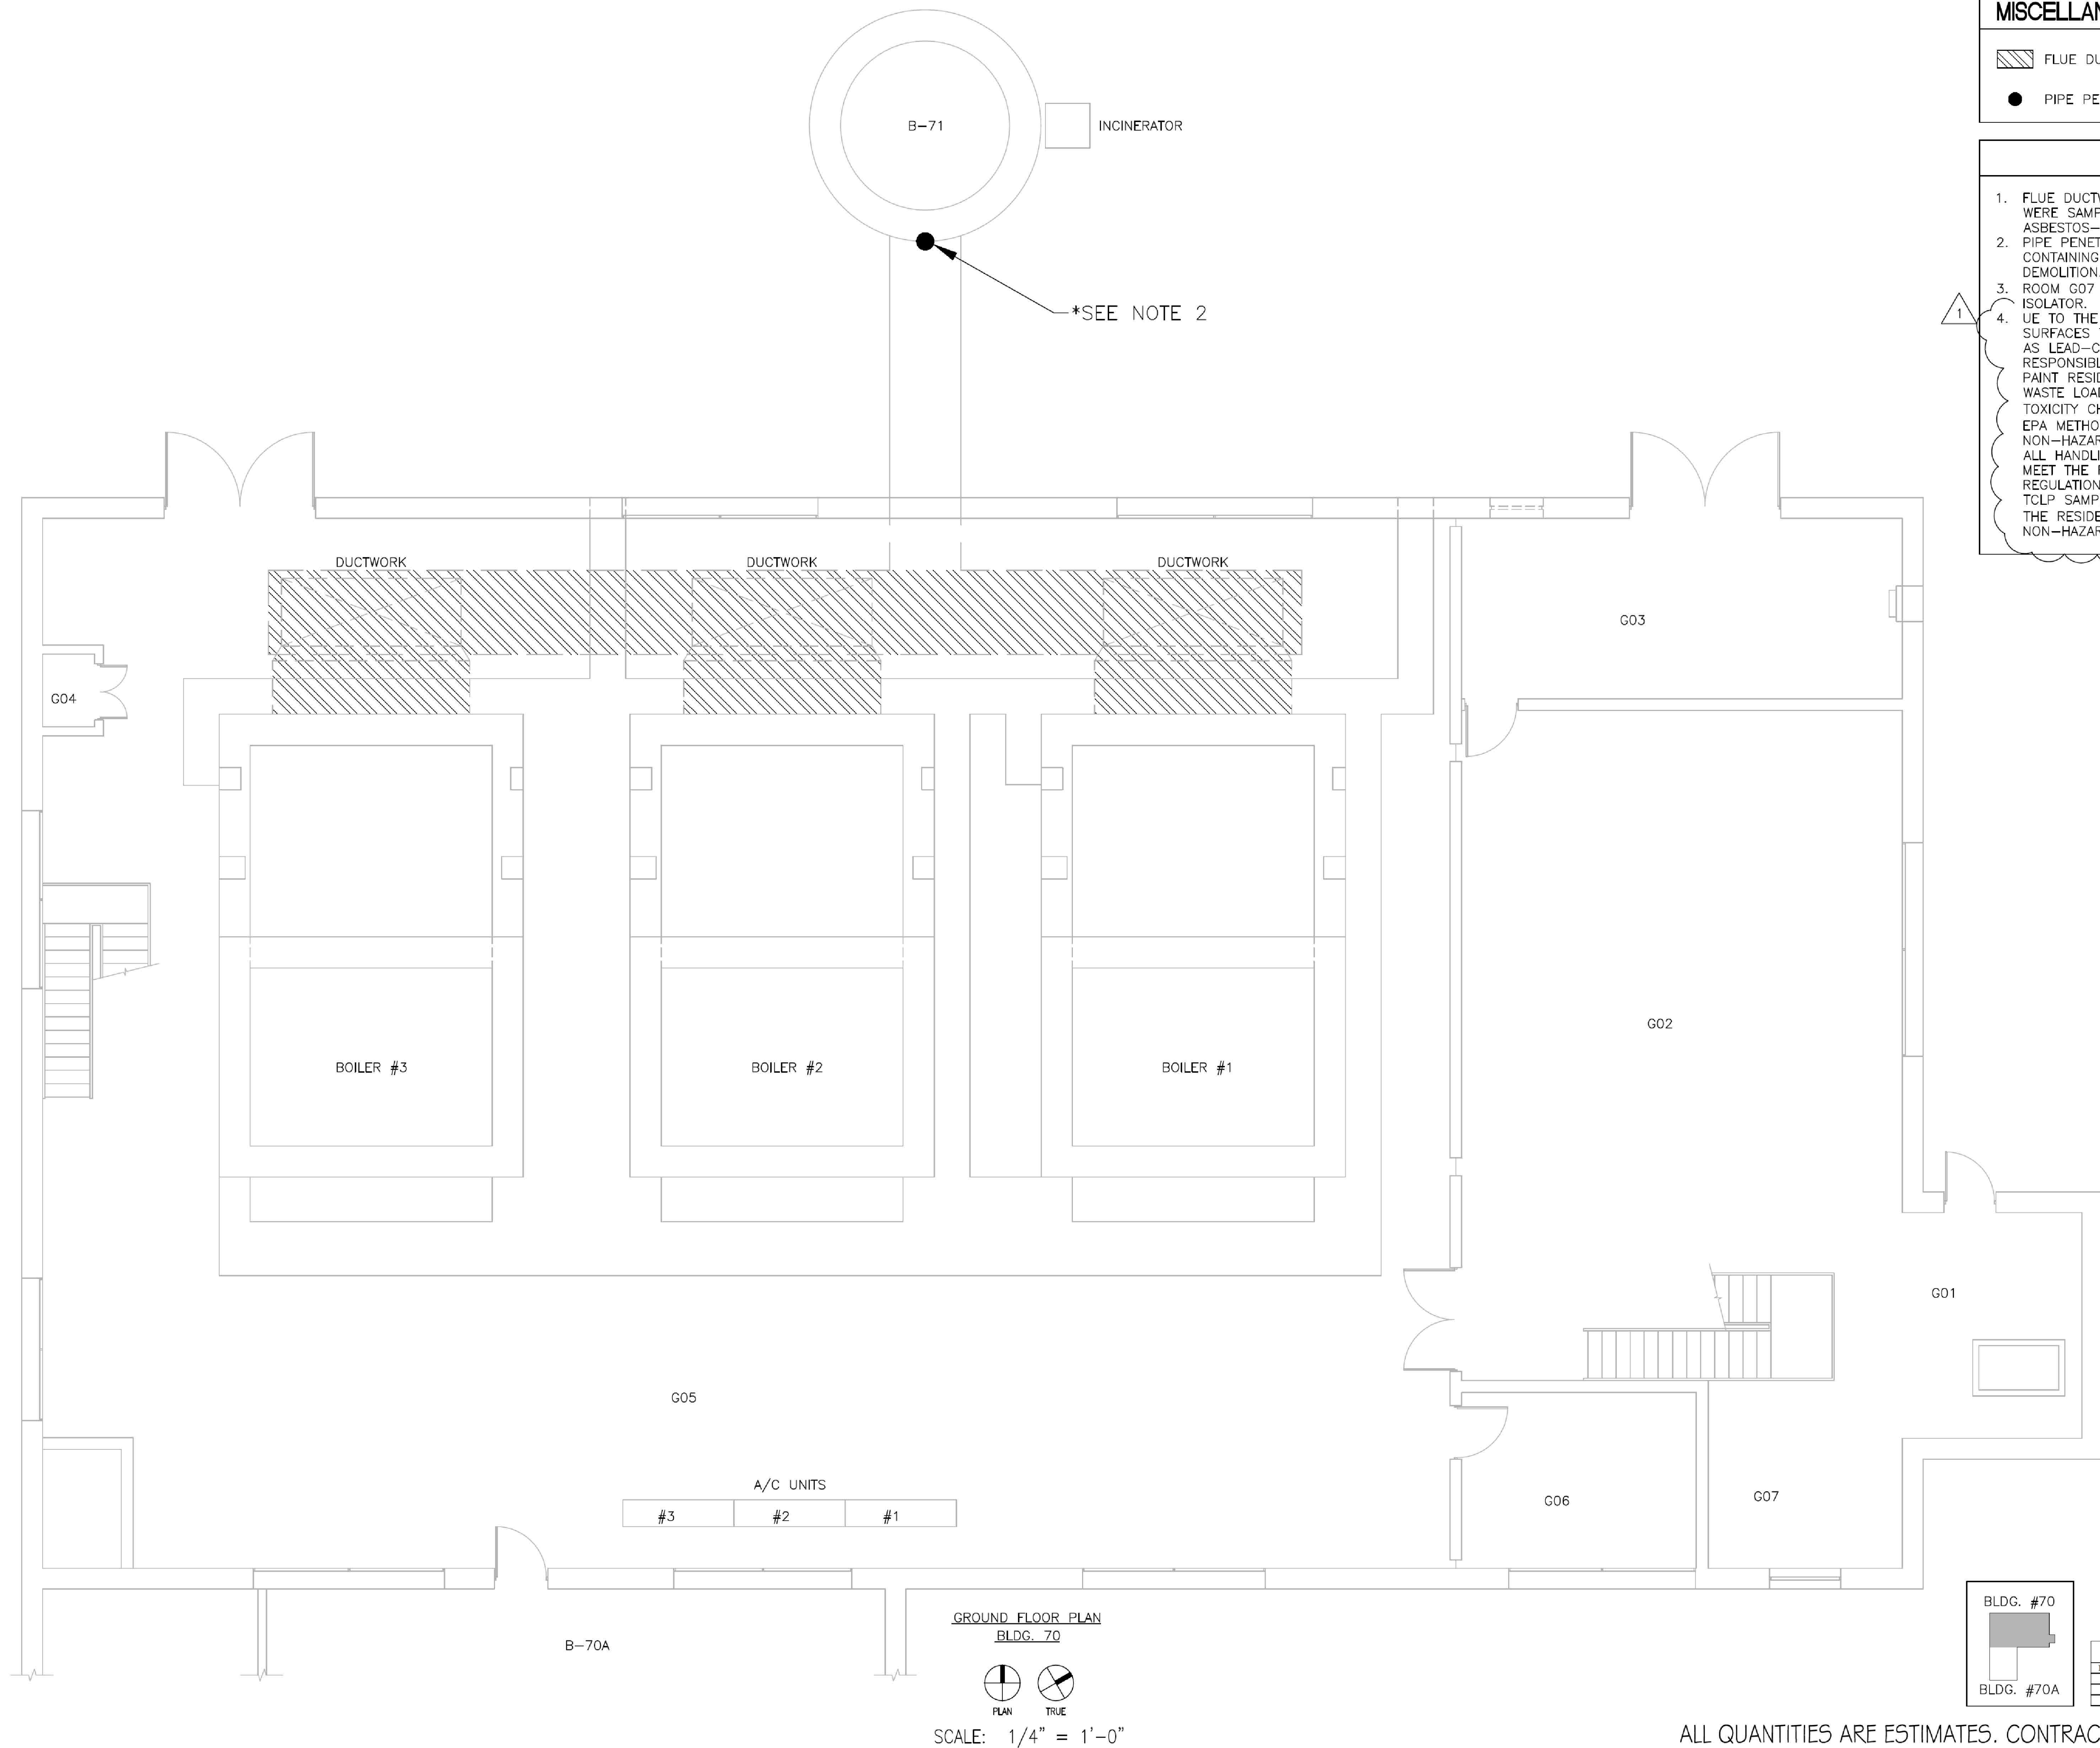 MISCELLAN
FLUE DU
PIPE PE
1. FLUE DUCTW
WERE SAMP
ASBESTOS-
2. PIPE PENET
CONTAINING
DEMOLITION.
3. ROOM G07
ISOLATOR.
1
4. UE TO THE
SURFACES
AS LEAD-C
RESPONSIBL
PAINT RESID
WASTE LOAD
TOXICITY CH
EPA METHO
NON-HAZAR
ALL HANDLI
MEET THE
REGULATION
TCLP SAMP
THE RESIDE
NON-HAZAR
B-71
INCINERATOR
*SEE NOTE 2
DUCTWORK
DUCTWORK
DUCTWORK
G03
G04
G02
BOILER #3
BOILER #2
BOILER #1
G01
G05
A/C UNITS
#3
#2
#1
G06
G07
B-70A
GROUND FLOOR PLAN
BLDG. 70
PLAN
TRUE
SCALE: 1/4" = 1'-0"
BLDG. #70
BLDG. #70A
ALL QUANTITIES ARE ESTIMATES. CONTRAC